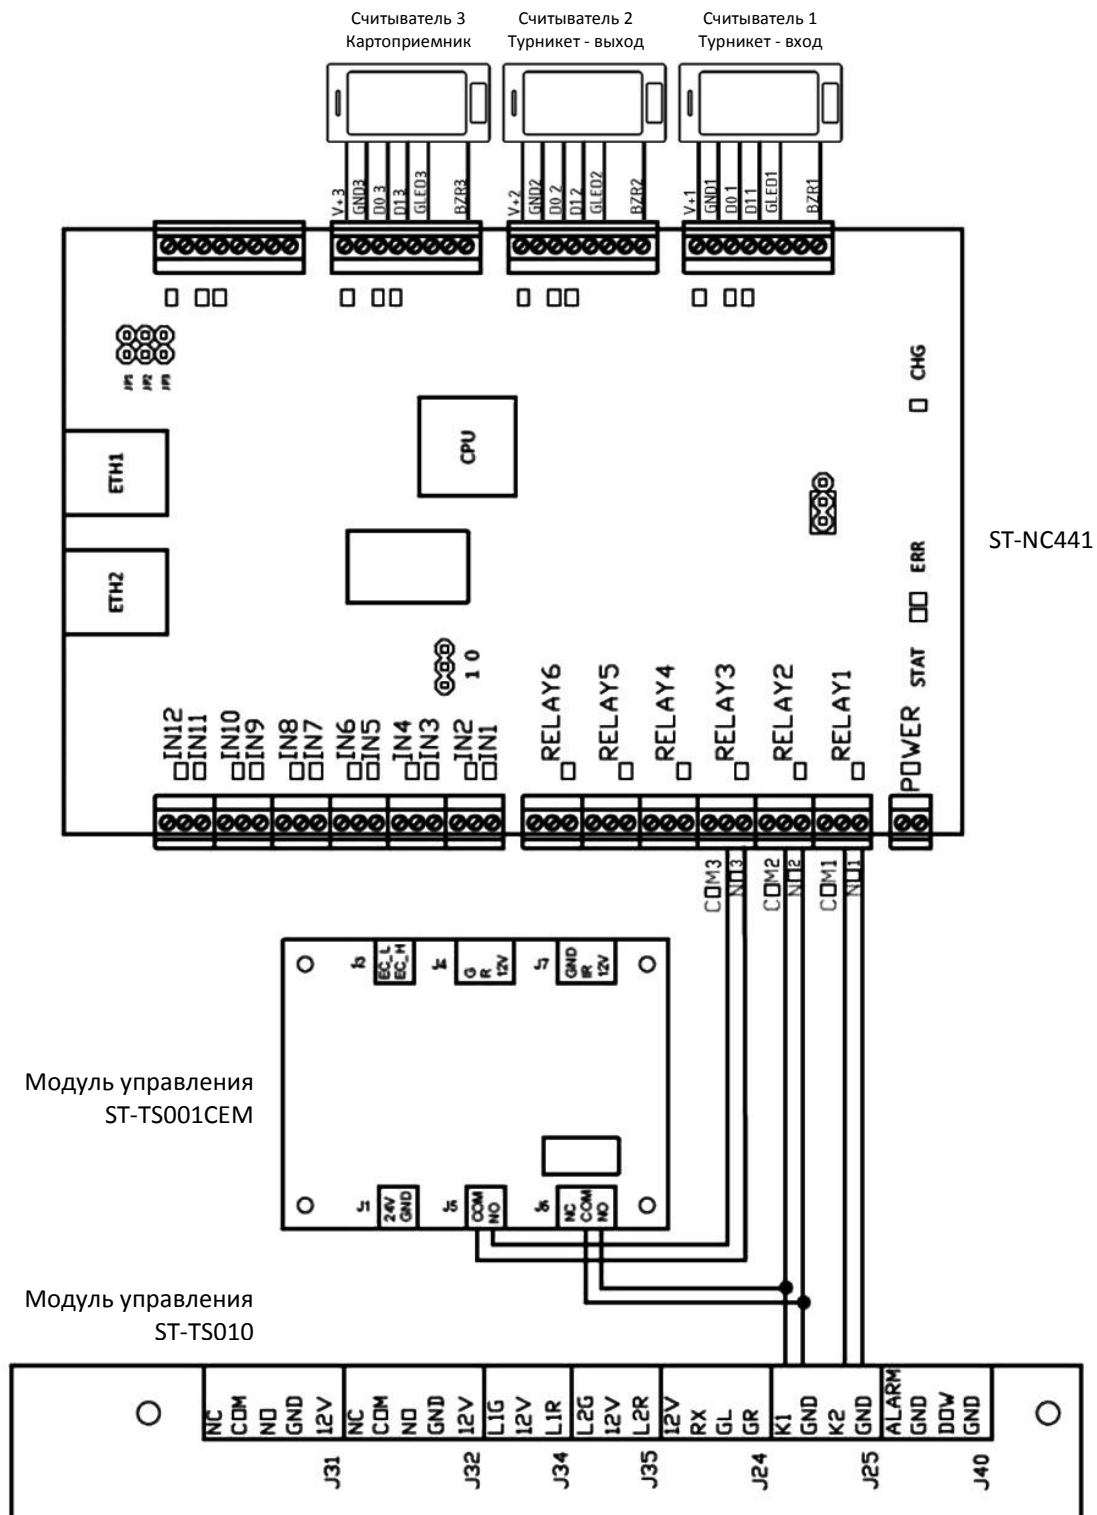 Считыватель 3
Картоприемник
Считыватель 2
Турникет - выход
Считыватель 1
Турникет - вход
V+3
GND3
D0 3
D1 3
GLED3
BZR3
V+2
GND2
D0 2
D1 2
GLED2
BZR2
V+1
GND1
D0 1
D1 1
GLED1
BZR1
JP1
JP2
JP3
CHG
ETH1
CPU
ST-NC441
ERR
ETH2
1 0
STAT
IN12
IN11
IN10
IN9
IN8
IN7
IN6
IN5
IN4
IN3
IN2
IN1
RELAY6
RELAY5
RELAY4
RELAY3
RELAY2
RELAY1
POWER
COM3
NO3
COM2
NO2
COM1
NO1
J3
EC_L
EC_H
J4
G
R
12V
J7
GND
IR
12V
Модуль управления
ST-TS001CEM
J1
24V
GND
J5
COM
NO
J6
NC
COM
NO
Модуль управления
ST-TS010
NC
COM
NO
GND
12V
NC
COM
NO
GND
12V
L1G
12V
L1R
L2G
12V
L2R
12V
RX
GL
GR
K1
GND
K2
GND
ALARM
GND
DOW
GND
J31
J32
J34
J35
J24
J25
J40